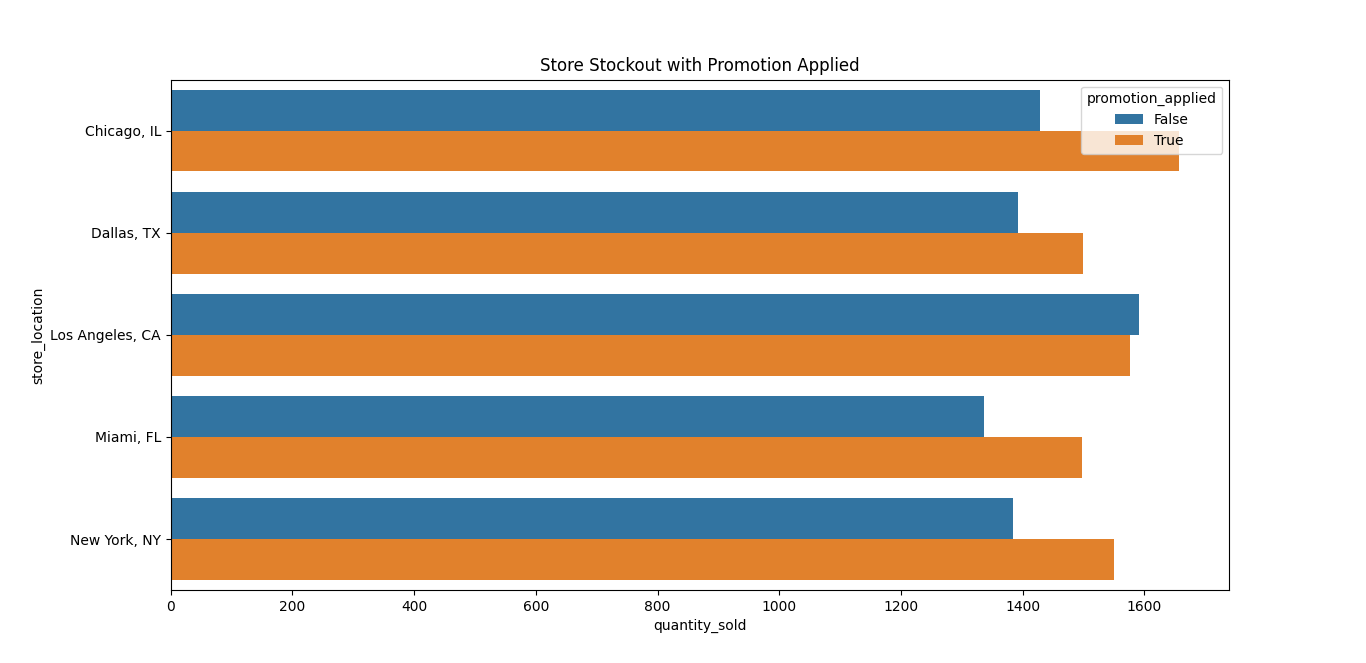 Store Stockout with Promotion Applied
promotion_applied
False
True
Chicago, IL
Dallas, TX
Los Angeles, CA
Miami, FL
New York, NY
store_location
0 200 400 600 800 1000 1200 1400 1600
quantity_sold